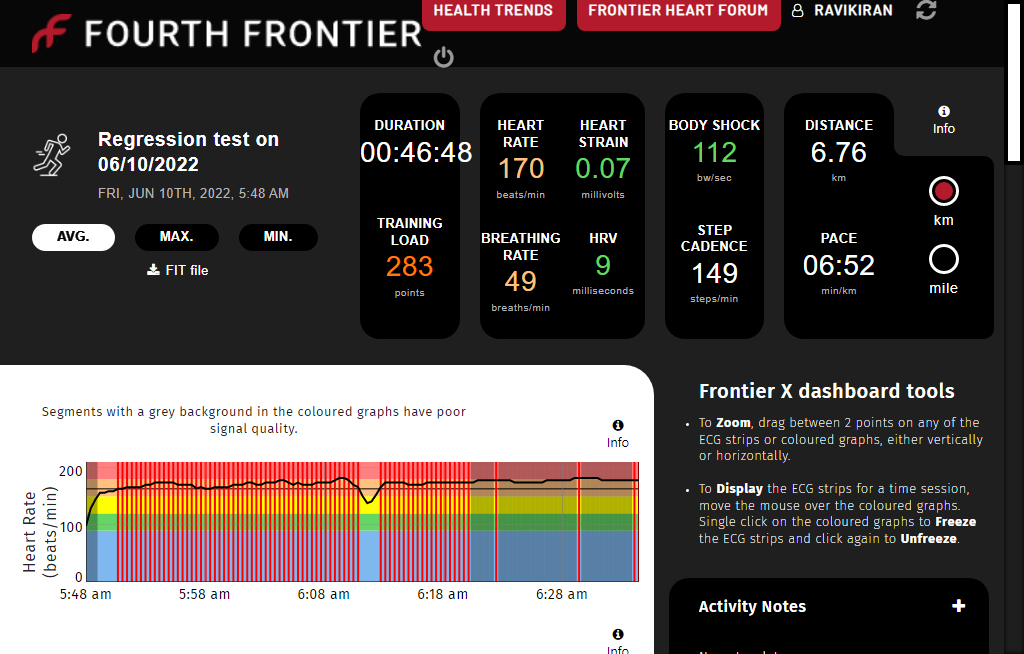 HEALTH TRENDS
FRONTIER HEART FORUM
RAVIKIRAN
FOURTH FRONTIER
Regression test on
06/10/2022
FRI, JUN 10TH, 2022, 5:48 AM
AVG.
MAX.
MIN.
FIT file
DURATION
00:46:48
TRAINING
LOAD
283
points
HEART
RATE
170
beats/min
HEART
STRAIN
0.07
millivolts
BREATHING
RATE
49
breaths/min
HRV
9
milliseconds
BODY SHOCK
112
bw/sec
STEP
CADENCE
149
steps/min
DISTANCE
6.76
km
PACE
06:52
min/km
Info
km
mile
Segments with a grey background in the coloured graphs have poor
signal quality.
Info
Heart Rate
(beats/min)
200
100
0
5:48 am
5:58 am
6:08 am
6:18 am
6:28 am
Info
Frontier X dashboard tools
To Zoom, drag between 2 points on any of the
ECG strips or coloured graphs, either vertically
or horizontally.
To Display the ECG strips for a time session,
move the mouse over the coloured graphs.
Single click on the coloured graphs to Freeze
the ECG strips and click again to Unfreeze.
Activity Notes